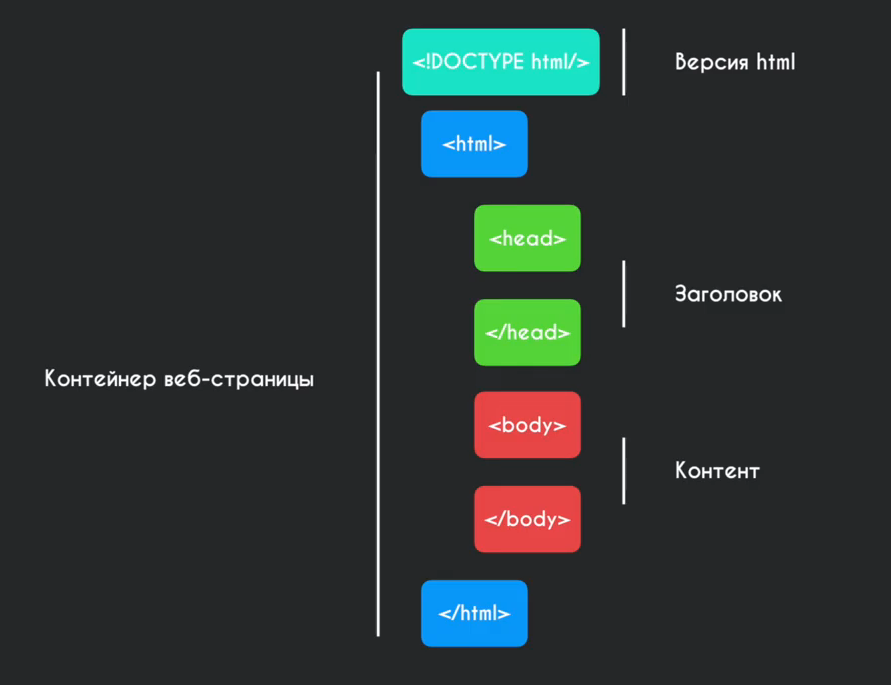 <!DOCTYPE html/>
Версия html
<html>
<head>
Заголовок
</head>
Контейнер веб-страницы
<body>
Контент
</body>
</html>